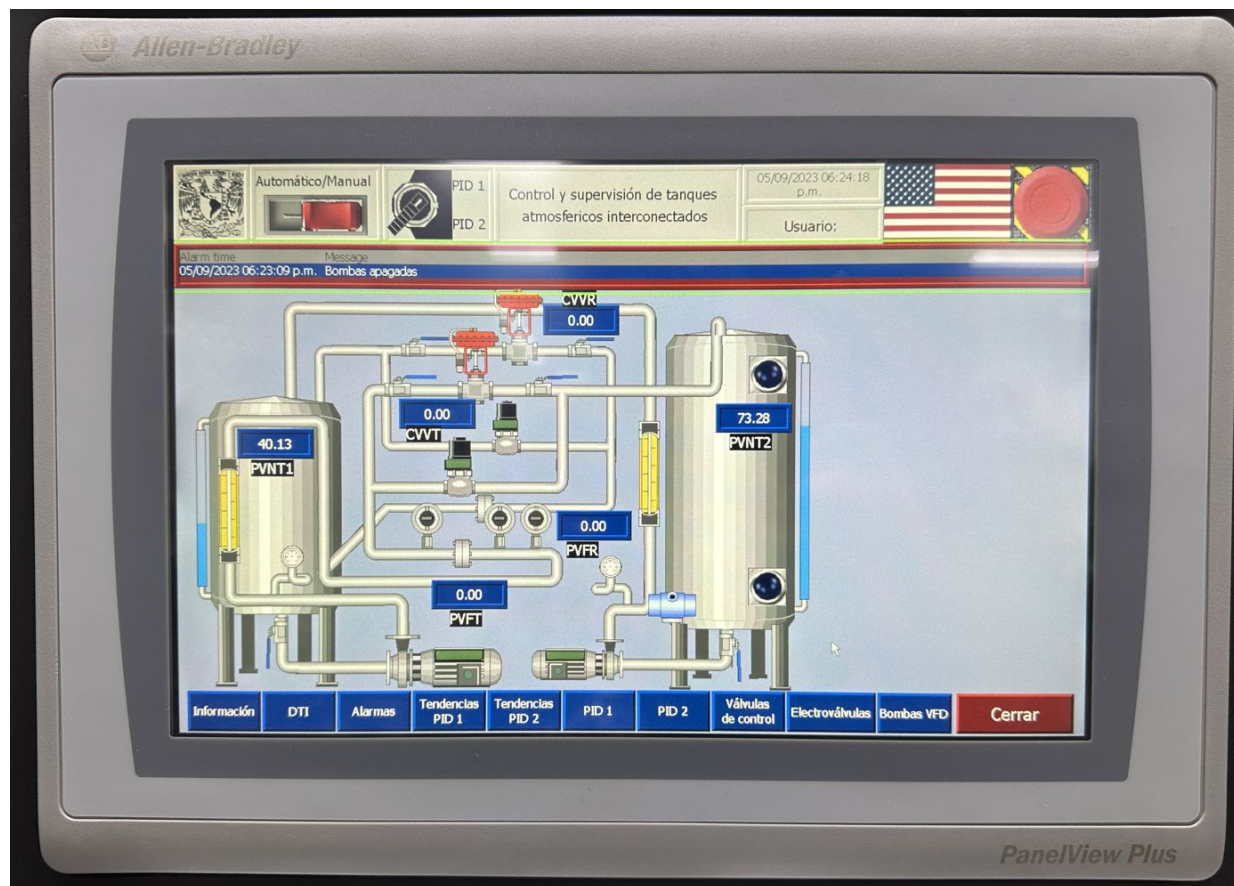 Allen-Bradley
Automático/Manual
PID 1
PID 2
Control y supervisión de tanques
atmosfericos interconectados
05/09/2023 06:24:18
p.m.
Usuario:
Alarm time Message
05/09/2023 06:23:09 p.m. Bombas apagadas
CVVR
0.00
0.00
CVVT
73.28
PVNT2
40.13
PVNT1
0.00
PVFR
0.00
PVFT
Información
DTI
Alarmas
Tendencias
PID 1
Tendencias
PID 2
PID 1
PID 2
Válvulas
de control
Electroválvulas
Bombas VFD
Cerrar
PanelView Plus